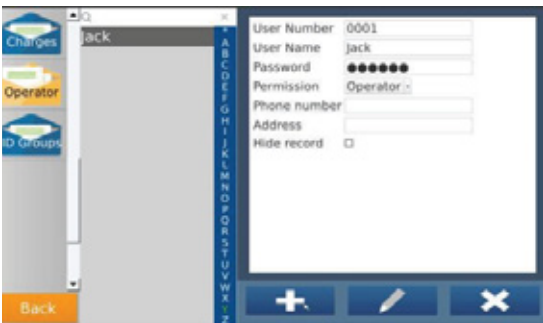 Charges
Operator
ID Groups
Back
Jack
*
A
B
C
D
E
F
G
H
I
J
K
L
M
N
O
P
Q
R
S
T
U
V
W
X
Y
Z
User Number 0001
User Name Jack
Password ●●●●●●
Permission Operator
Phone number
Address
Hide record